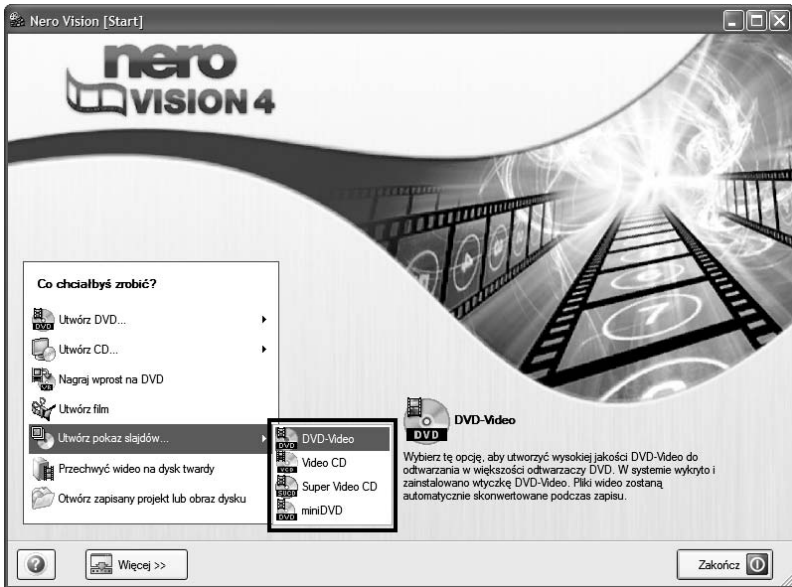 Nero Vision [Start]
nero
VISION 4
Co chciałbyś zrobić?
Utwórz DVD...
Utwórz CD...
Nagraj wprost na DVD
Utwórz film
Utwórz pokaz slajdów...
Przechwyć wideo na dysk twardy
Otwórz zapisany projekt lub obraz dysku
DVD-Video
Video CD
Super Video CD
miniDVD
DVD
DVD-Video
Wybierz tę opcję, aby utworzyć wysokiej jakości DVD-Video do
odtwarzania w większości odtwarzaczy DVD. W systemie wykryto i
zainstalowano wtyczkę DVD-Video. Pliki wideo zostaną
automatycznie skonwertowane podczas zapisu.
Więcej >>
Zakończ